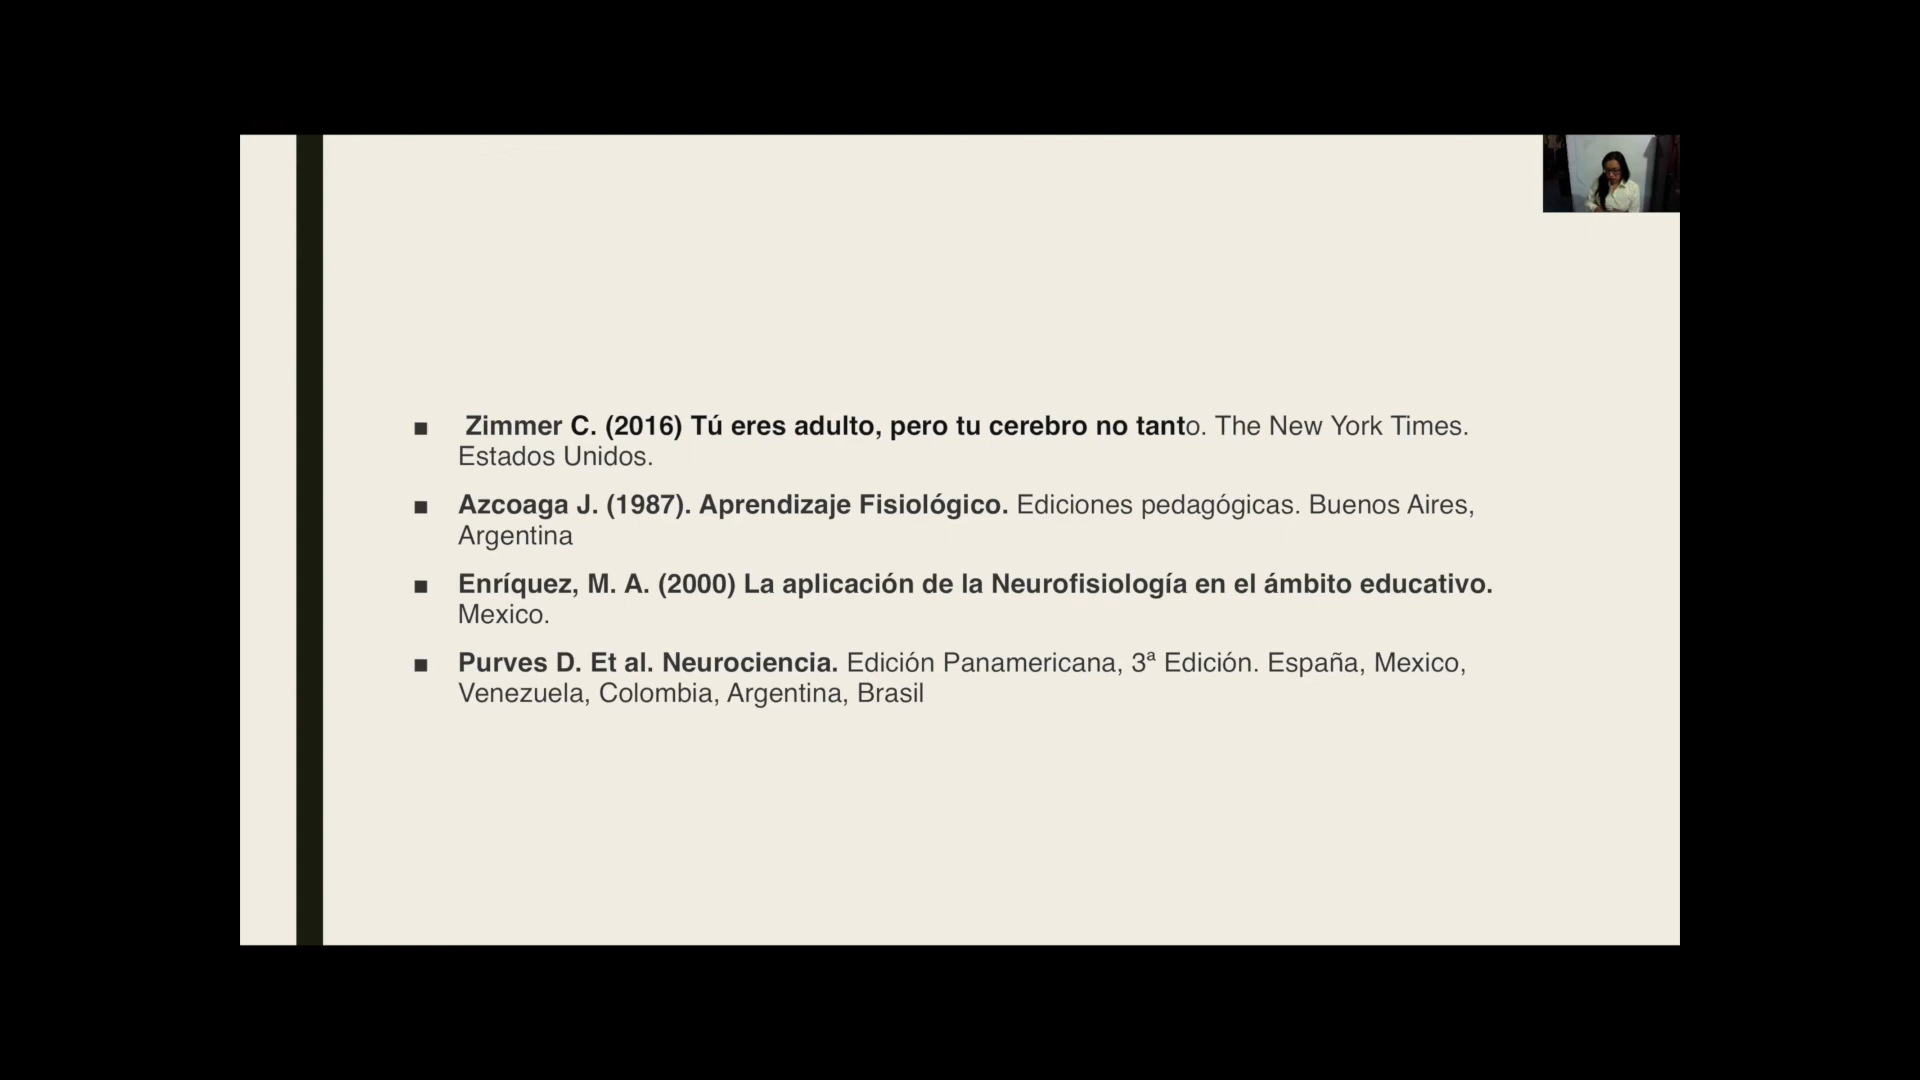 ■ Zimmer C. (2016) Tú eres adulto, pero tu cerebro no tanto. The New York Times.
Estados Unidos.
■ Azcoaga J. (1987). Aprendizaje Fisiológico. Ediciones pedagógicas. Buenos Aires,
Argentina
■ Enríquez, M. A. (2000) La aplicación de la Neurofisiología en el ámbito educativo.
Mexico.
■ Purves D. Et al. Neurociencia. Edición Panamericana, 3ª Edición. España, Mexico,
Venezuela, Colombia, Argentina, Brasil